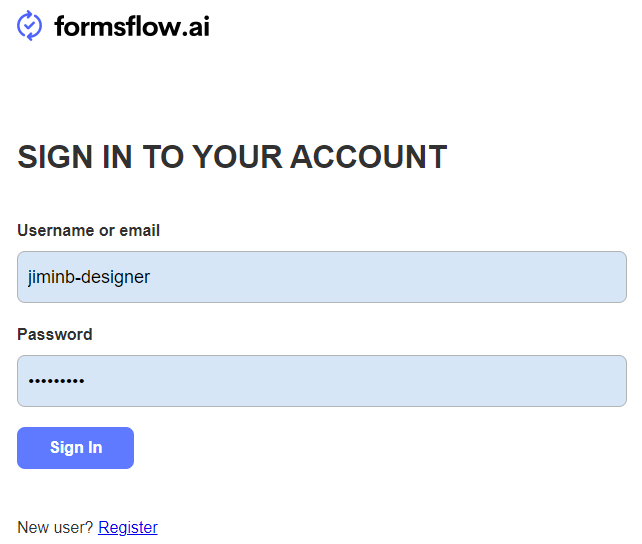 formsflow.ai
SIGN IN TO YOUR ACCOUNT
Username or email
jiminb-designer
Password
•••••••••
Sign In
New user? Register